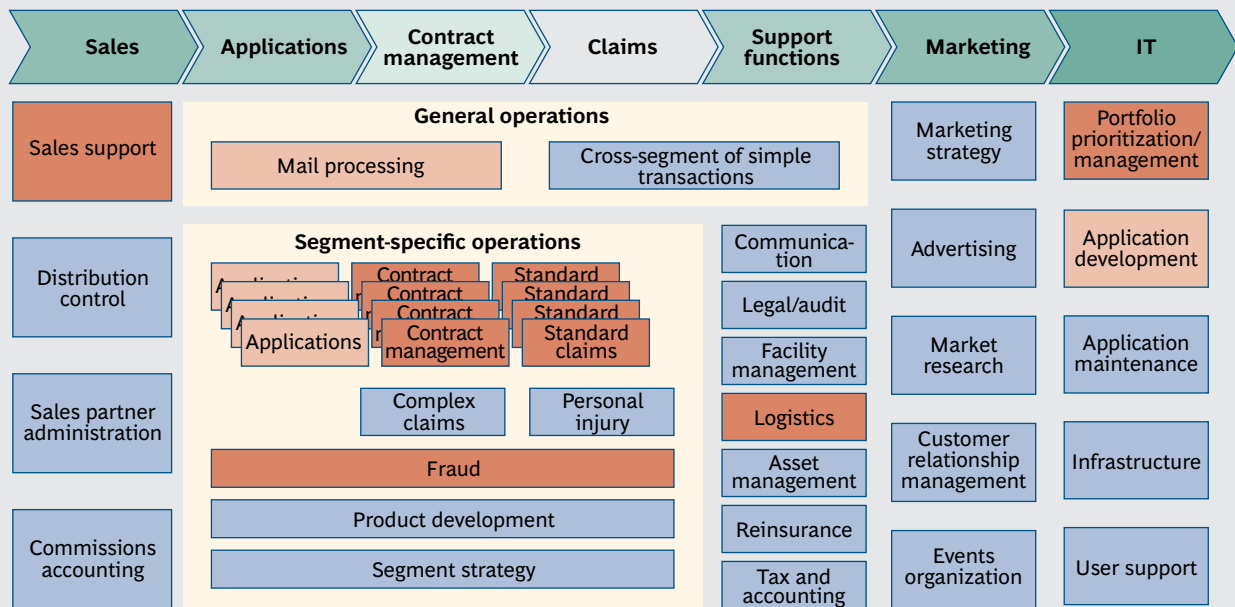 Sales
Applications
Contract
management
Claims
Support
functions
Marketing
IT
Sales support
Distribution
control
Sales partner
administration
Commissions
accounting
General operations
Mail processing
Cross-segment of simple
transactions
Segment-specific operations
Applications
Contract
Contract
Contract
Contract
management
Standard
Standard
Standard
Standard
claims
Complex
claims
Personal
injury
Fraud
Product development
Segment strategy
Communica-
tion
Legal/audit
Facility
management
Logistics
Asset
management
Reinsurance
Tax and
accounting
Marketing
strategy
Advertising
Market
research
Customer
relationship
management
Events
organization
Portfolio
prioritization/
management
Application
development
Application
maintenance
Infrastructure
User support